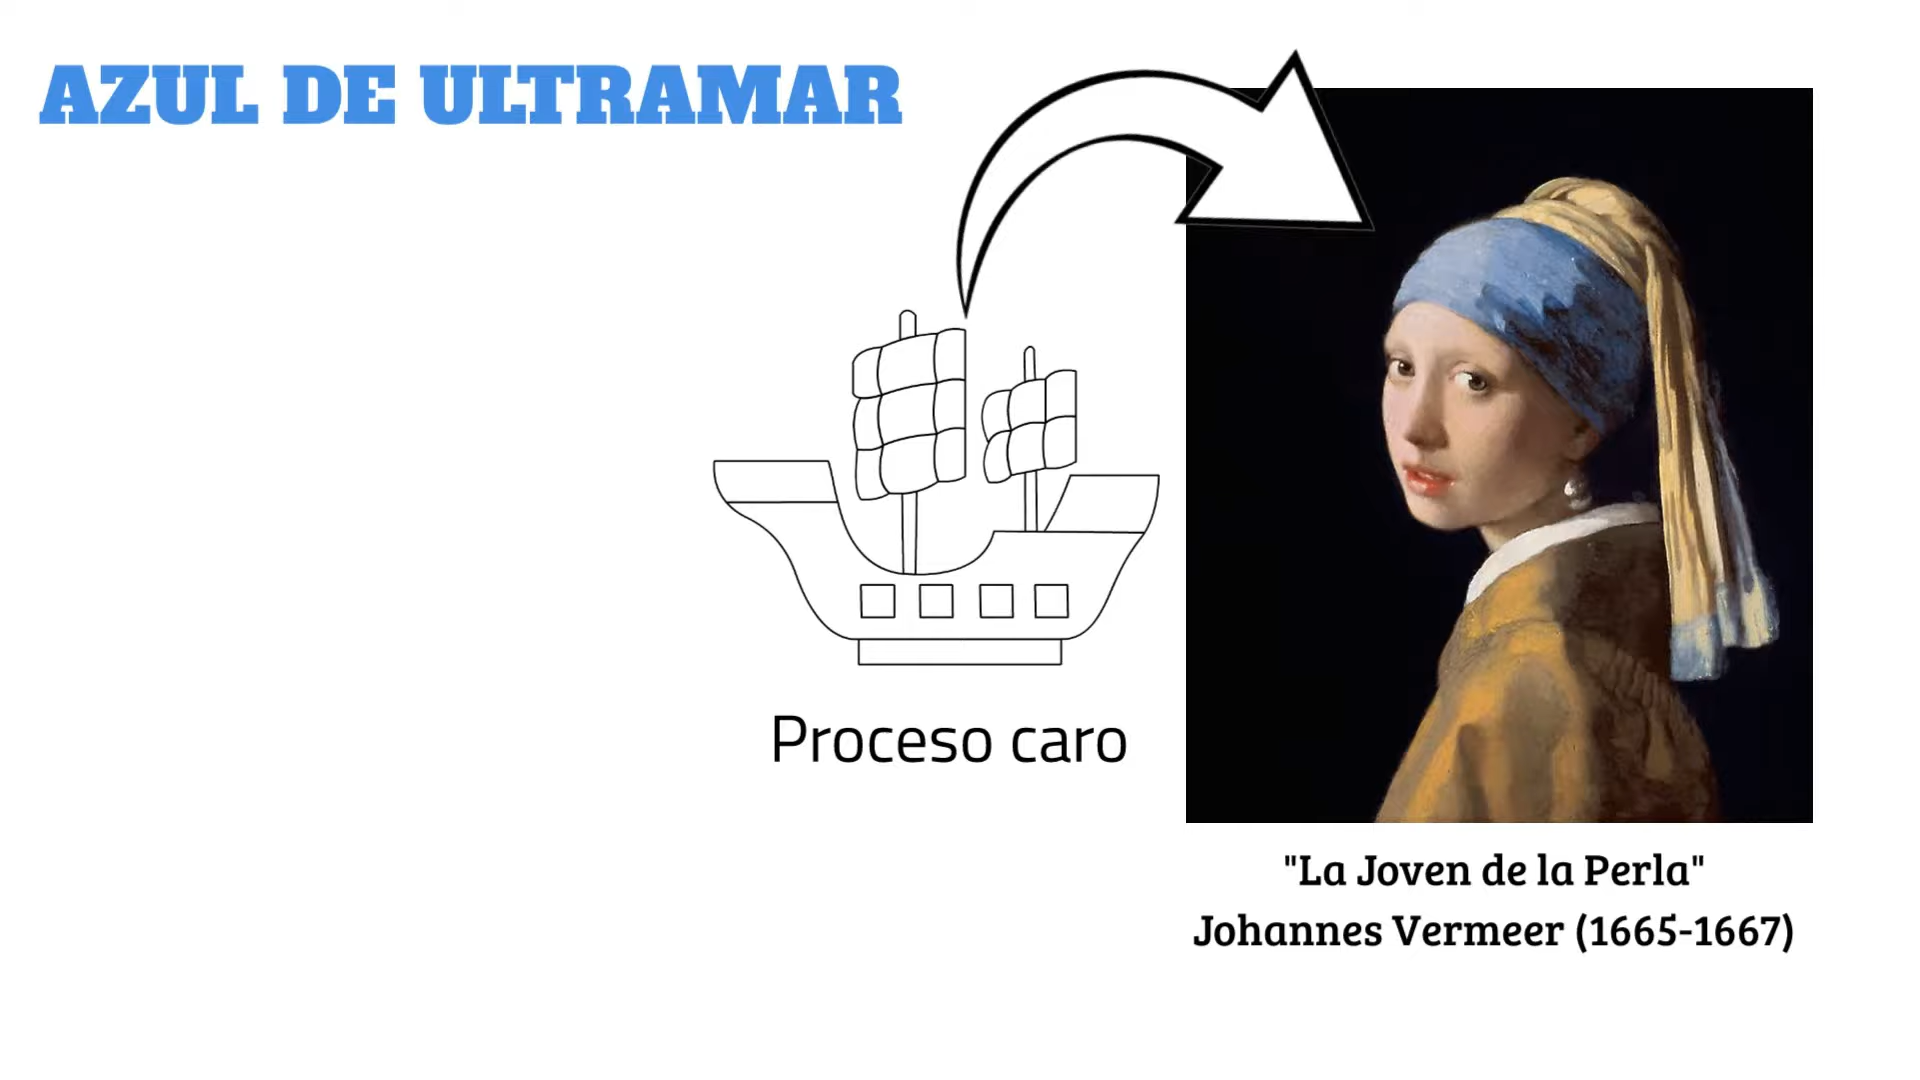 AZUL DE ULTRAMAR
Proceso caro
"La Joven de la Perla"
Johannes Vermeer (1665-1667)